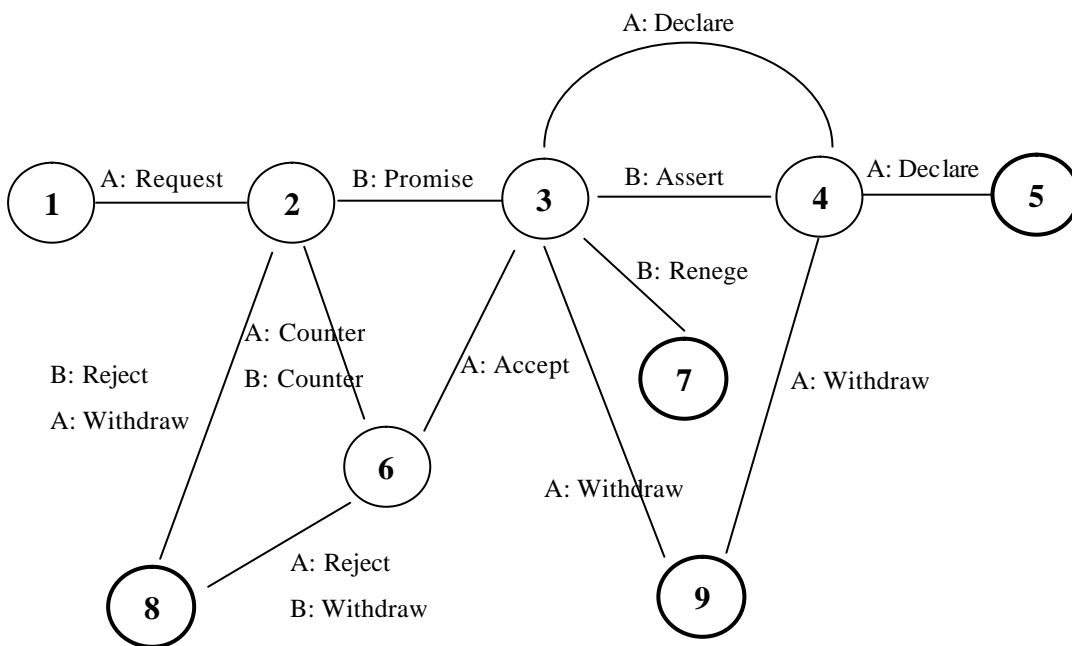 A: Declare
A: Request
B: Promise
B: Assert
A: Declare
1
2
3
4
5
B: Renege
A: Counter
B: Counter
B: Reject
A: Withdraw
A: Accept
7
A: Withdraw
6
A: Withdraw
A: Reject
B: Withdraw
8
9